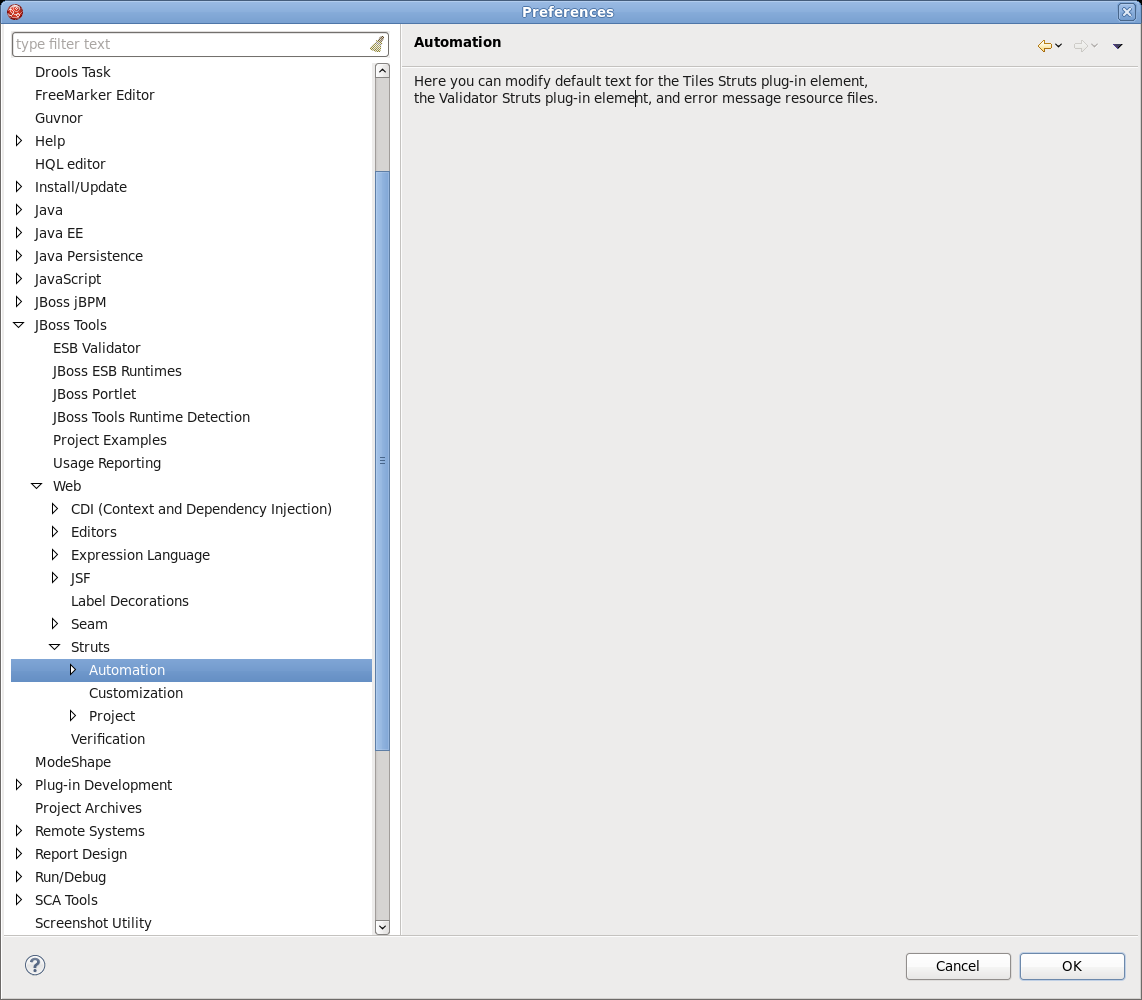 Preferences
type filter text
Drools Task
FreeMarker Editor
Guvnor
Help
HQL editor
Install/Update
Java
Java EE
Java Persistence
JavaScript
JBoss jBPM
JBoss Tools
ESB Validator
JBoss ESB Runtimes
JBoss Portlet
JBoss Tools Runtime Detection
Project Examples
Usage Reporting
Web
CDI (Context and Dependency Injection)
Editors
Expression Language
JSF
Label Decorations
Seam
Struts
Automation
Customization
Project
Verification
ModeShape
Plug-in Development
Project Archives
Remote Systems
Report Design
Run/Debug
SCA Tools
Screenshot Utility
Automation
Here you can modify default text for the Tiles Struts plug-in element,
the Validator Struts plug-in element, and error message resource files.
?
Cancel
OK